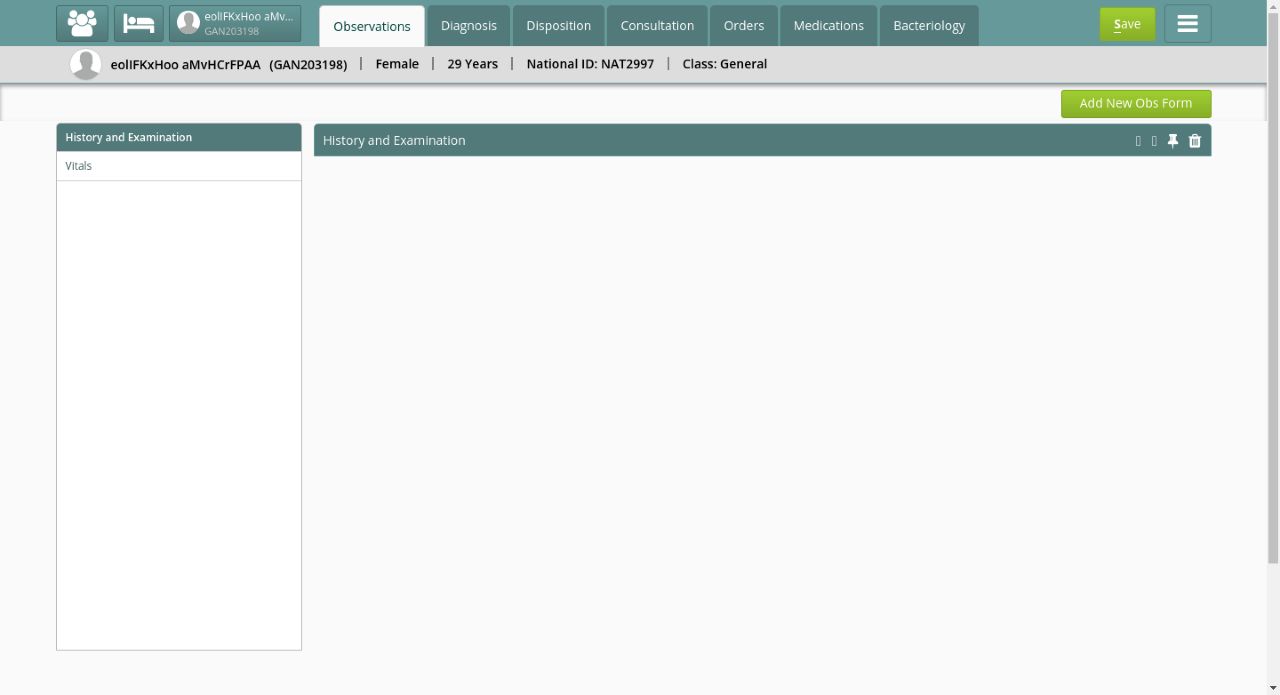 eolIFKxHoo aMv...
GAN203198
Observations
Diagnosis
Disposition
Consultation
Orders
Medications
Bacteriology
Save
eolIFKxHoo aMvHCrFPAA (GAN203198) | Female | 29 Years | National ID: NAT2997 | Class: General
Add New Obs Form
History and Examination
Vitals
History and Examination